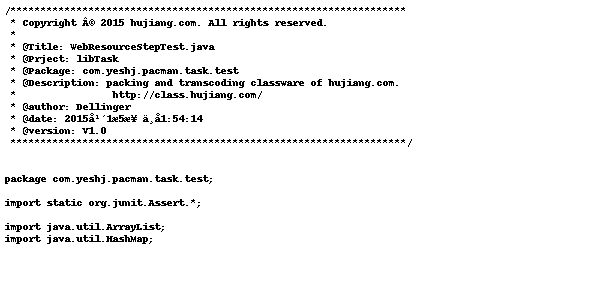 /******************************************************************
 * Copyright Â© 2015 hujiang.com. All rights reserved.
 *
 * @Title: WebResourceStepTest.java
 * @Prject: libTask
 * @Package: com.yeshj.pacman.task.test
 * @Description: packing and transcoding classware of hujiang.com.
 *                http://class.hujiang.com/
 * @author: Dellinger
 * @date: 2015å¹´1æ5æ¥ ä¸å1:54:14
 * @version: V1.0
 ******************************************************************/
package com.yeshj.pacman.task.test;
import static org.junit.Assert.*;
import java.util.ArrayList;
import java.util.HashMap;